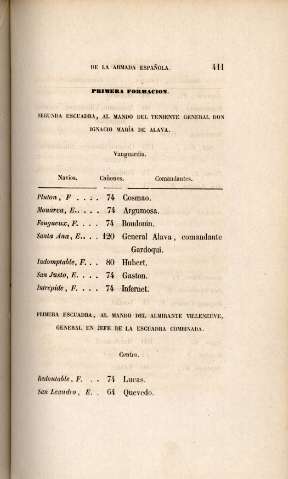 DE LA ARMADA ESPAÑOLA. 411
PRIMERA FORMACION.
SEGUNDA ESCUADRA, AL MANDO DEL TENIENTE GENERAL DON
IGNACIO MARÍA DE ALAVA.
Vanguardia.
Navíos. Cañones. Comandantes.
Pluton, F . . . . 74 Cosmao.
Monarca, E. . . . . 74 Argumosa.
Fougueux, F. . . . 74 Boudouin.
Santa Ana, E. . . 120 General Alava, comandante
Gardoqui.
Indomptable, F. . . 80 Hubert.
San Justo, E. . . . 74 Gaston.
Intrépide, F. . . . 74 Infernet.
PRIMERA ESCUADRA, AL MANDO DEL ALMIRANTE VILLENEUVE,
GENERAL EN JEFE DE LA ESCUADRA COMBINADA.
Centro.
Redoutable, F. . . 74 Lucas.
San Leandro, E. . 64 Quevedo.